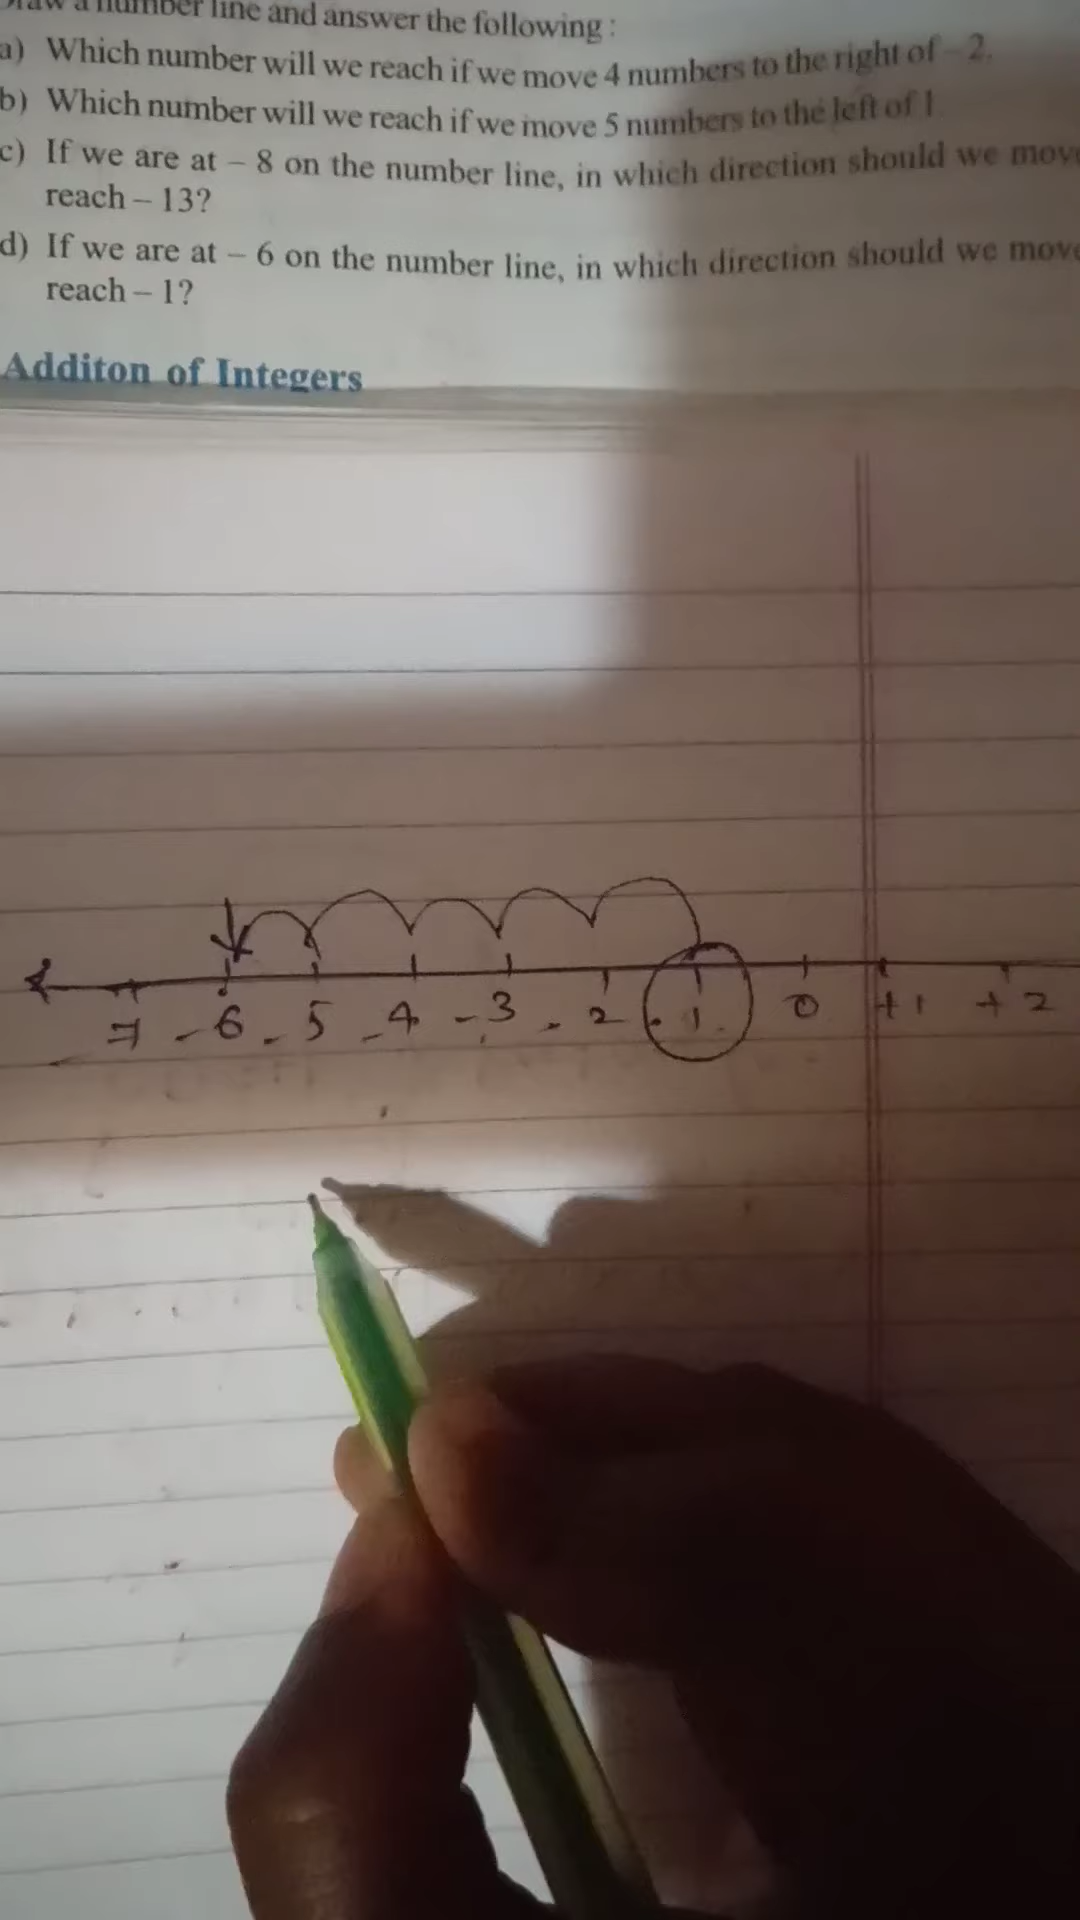 Draw a number line and answer the following :
a) Which number will we reach if we move 4 numbers to the right of – 2.
b) Which number will we reach if we move 5 numbers to the left of 1.
c) If we are at – 8 on the number line, in which direction should we move
reach – 13?
d) If we are at – 6 on the number line, in which direction should we move
reach – 1?
Additon of Integers
-7 -6 -5 -4 -3 -2 -1 0 +1 +2